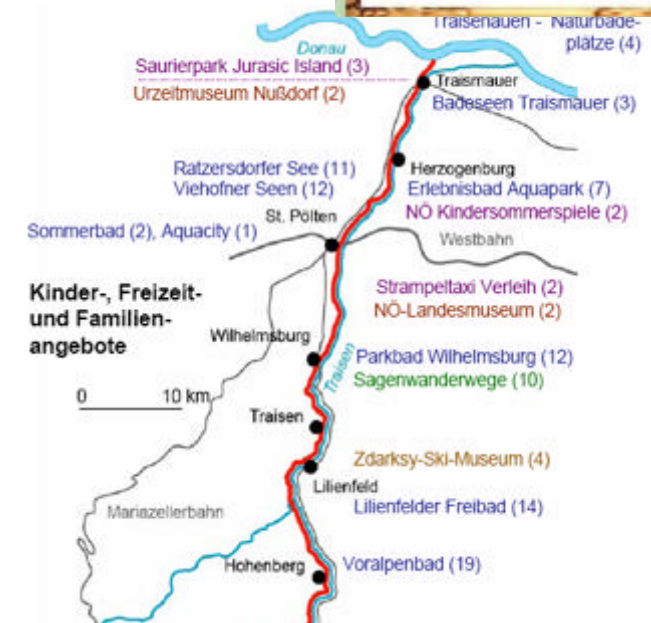 Traisenauen - Naturbade-
plätze (4)
Donau
Saurierpark Jurasic Island (3)
Traismauer
Urzeitmuseum Nußdorf (2)
Badeseen Traismauer (3)
Ratzersdorfer See (11)
Herzogenburg
Viehofner Seen (12)
Erlebnisbad Aquapark (7)
St. Pölten
NÖ Kindersommerspiele (2)
Sommerbad (2), Aquacity (1)
Westbahn
Kinder-, Freizeit-
und Familien-
angebote
Strampeltaxi Verleih (2)
NÖ-Landesmuseum (2)
Wilhelmsburg
Traisen
Parkbad Wilhelmsburg (12)
Sagenwanderwege (10)
0 10 km
Traisen
Zdarksy-Ski-Museum (4)
Lilienfeld
Mariazellerbahn
Lilienfelder Freibad (14)
Hohenberg
Voralpenbad (19)